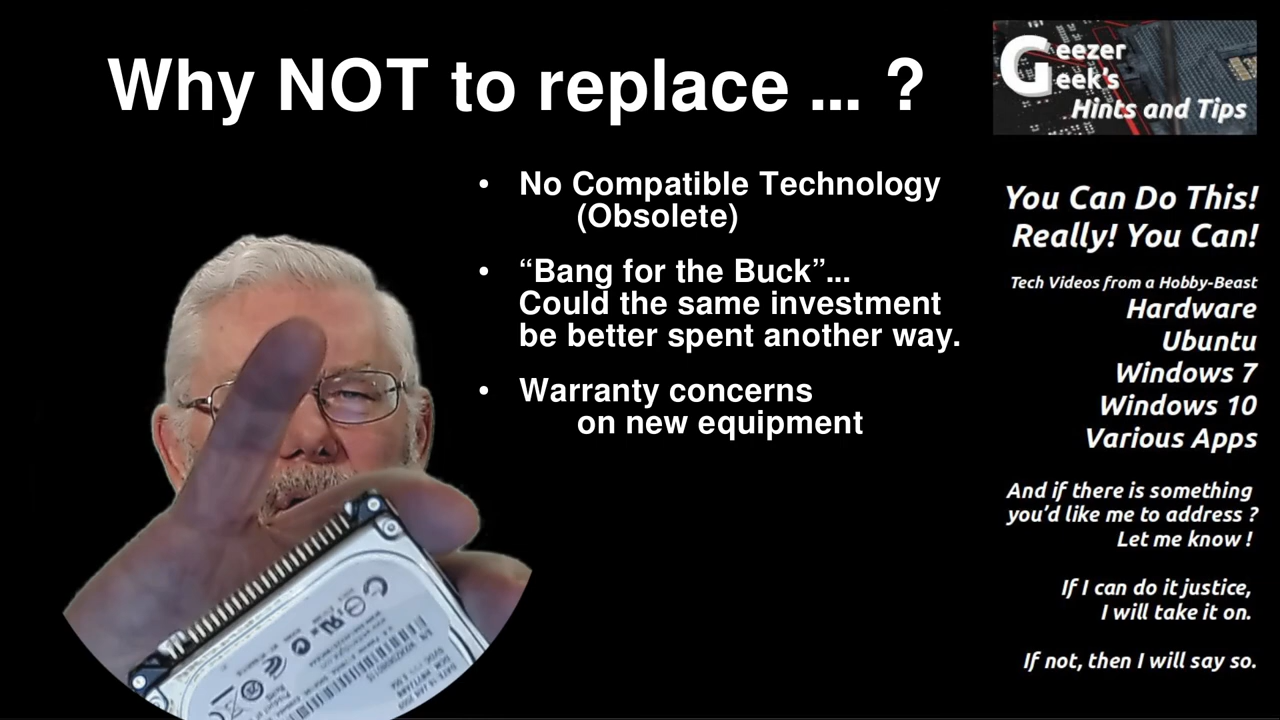 Why NOT to replace ... ?
• No Compatible Technology
(Obsolete)
• “Bang for the Buck”...
Could the same investment
be better spent another way.
• Warranty concerns
on new equipment
Geezer
Geek's
Hints and Tips
You Can Do This!
Really! You Can!
Tech Videos from a Hobby-Beast
Hardware
Ubuntu
Windows 7
Windows 10
Various Apps
And if there is something
you'd like me to address ?
Let me know !
If I can do it justice,
I will take it on.
If not, then I will say so.